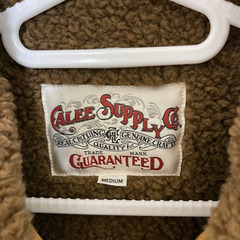 CALEE SUPPLY CO
REAL CLOTHING GENUINE CRAFT
QUALITY
TRADE MARK
GUARANTEED
MEDIUM